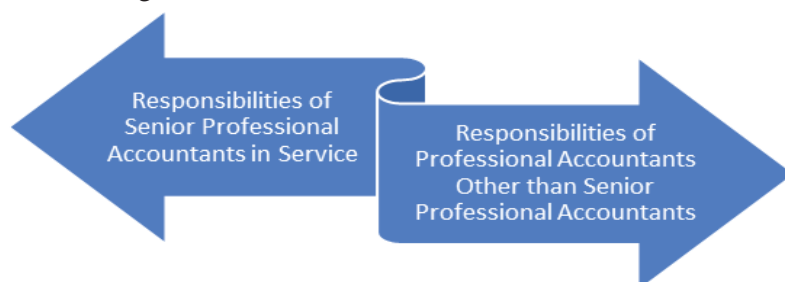 Responsibilities of
Senior Professional
Accountants in Service
Responsibilities of
Professional Accountants
Other than Senior
Professional Accountants